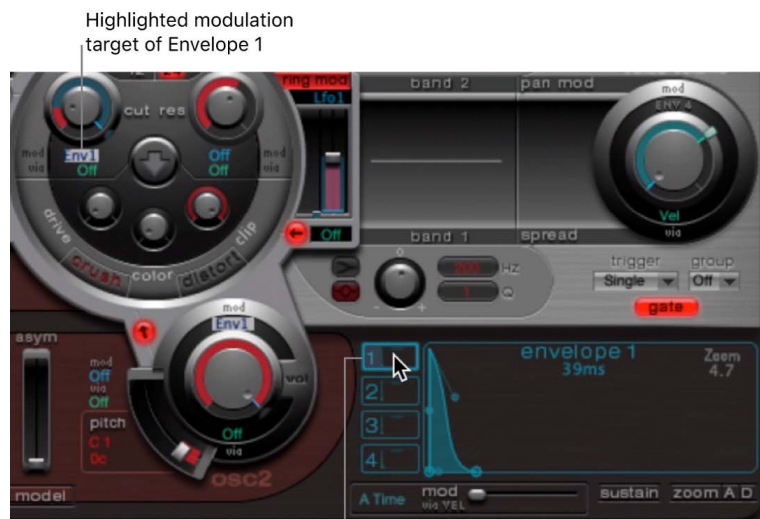 Highlighted modulation
target of Envelope 1
ring mod
Lfo1
band 2
pan mod
mod
ENV 4
cut res
mod
via
Env1
Off
Off
Off
mod
via
Vel
via
drive
crush
color
distort
clip
Off
band 1
spread
0
- +
200 Hz
1 Q
trigger
Single
group
Off
gate
mod
Env1
vol
Off
via
asym
mod
Off
via
Off
pitch
C 1
0c
osc2
model
1
2
3
4
envelope 1
39ms
Zoom
4.7
A Time
mod
via VEL
sustain
zoom A D